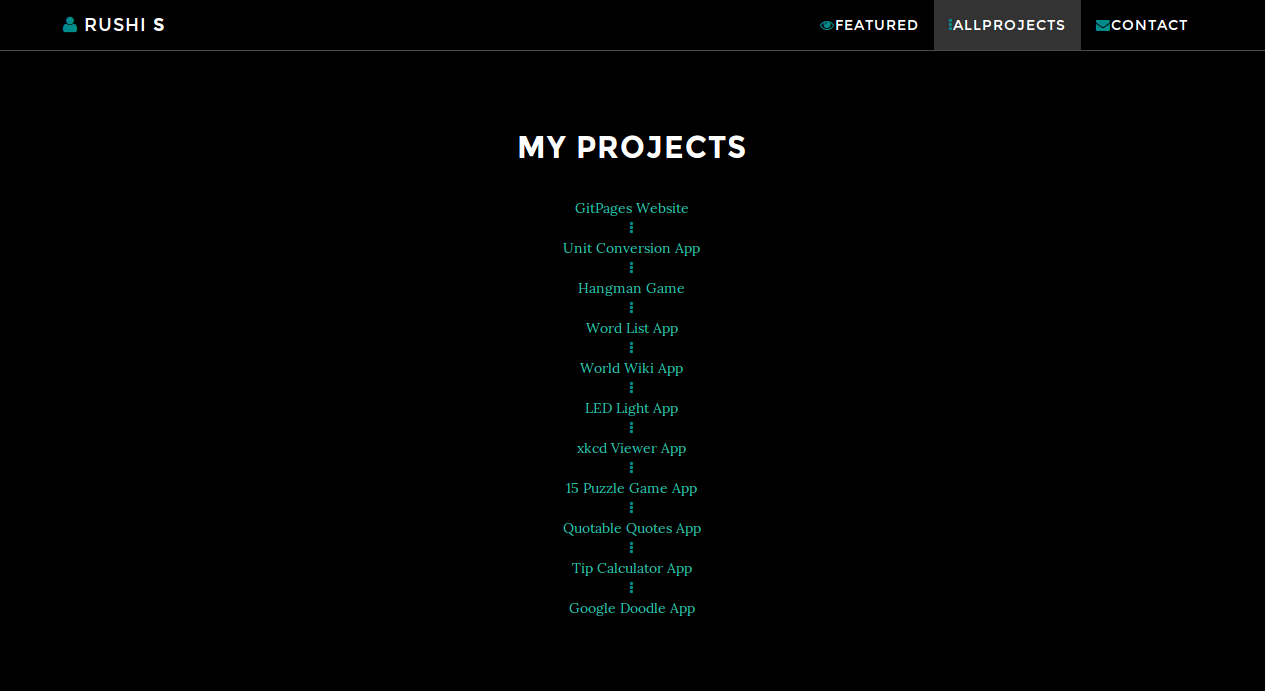 RUSHI S
FEATURED
ALLPROJECTS
CONTACT
MY PROJECTS
GitPages Website
Unit Conversion App
Hangman Game
Word List App
World Wiki App
LED Light App
xkcd Viewer App
15 Puzzle Game App
Quotable Quotes App
Tip Calculator App
Google Doodle App